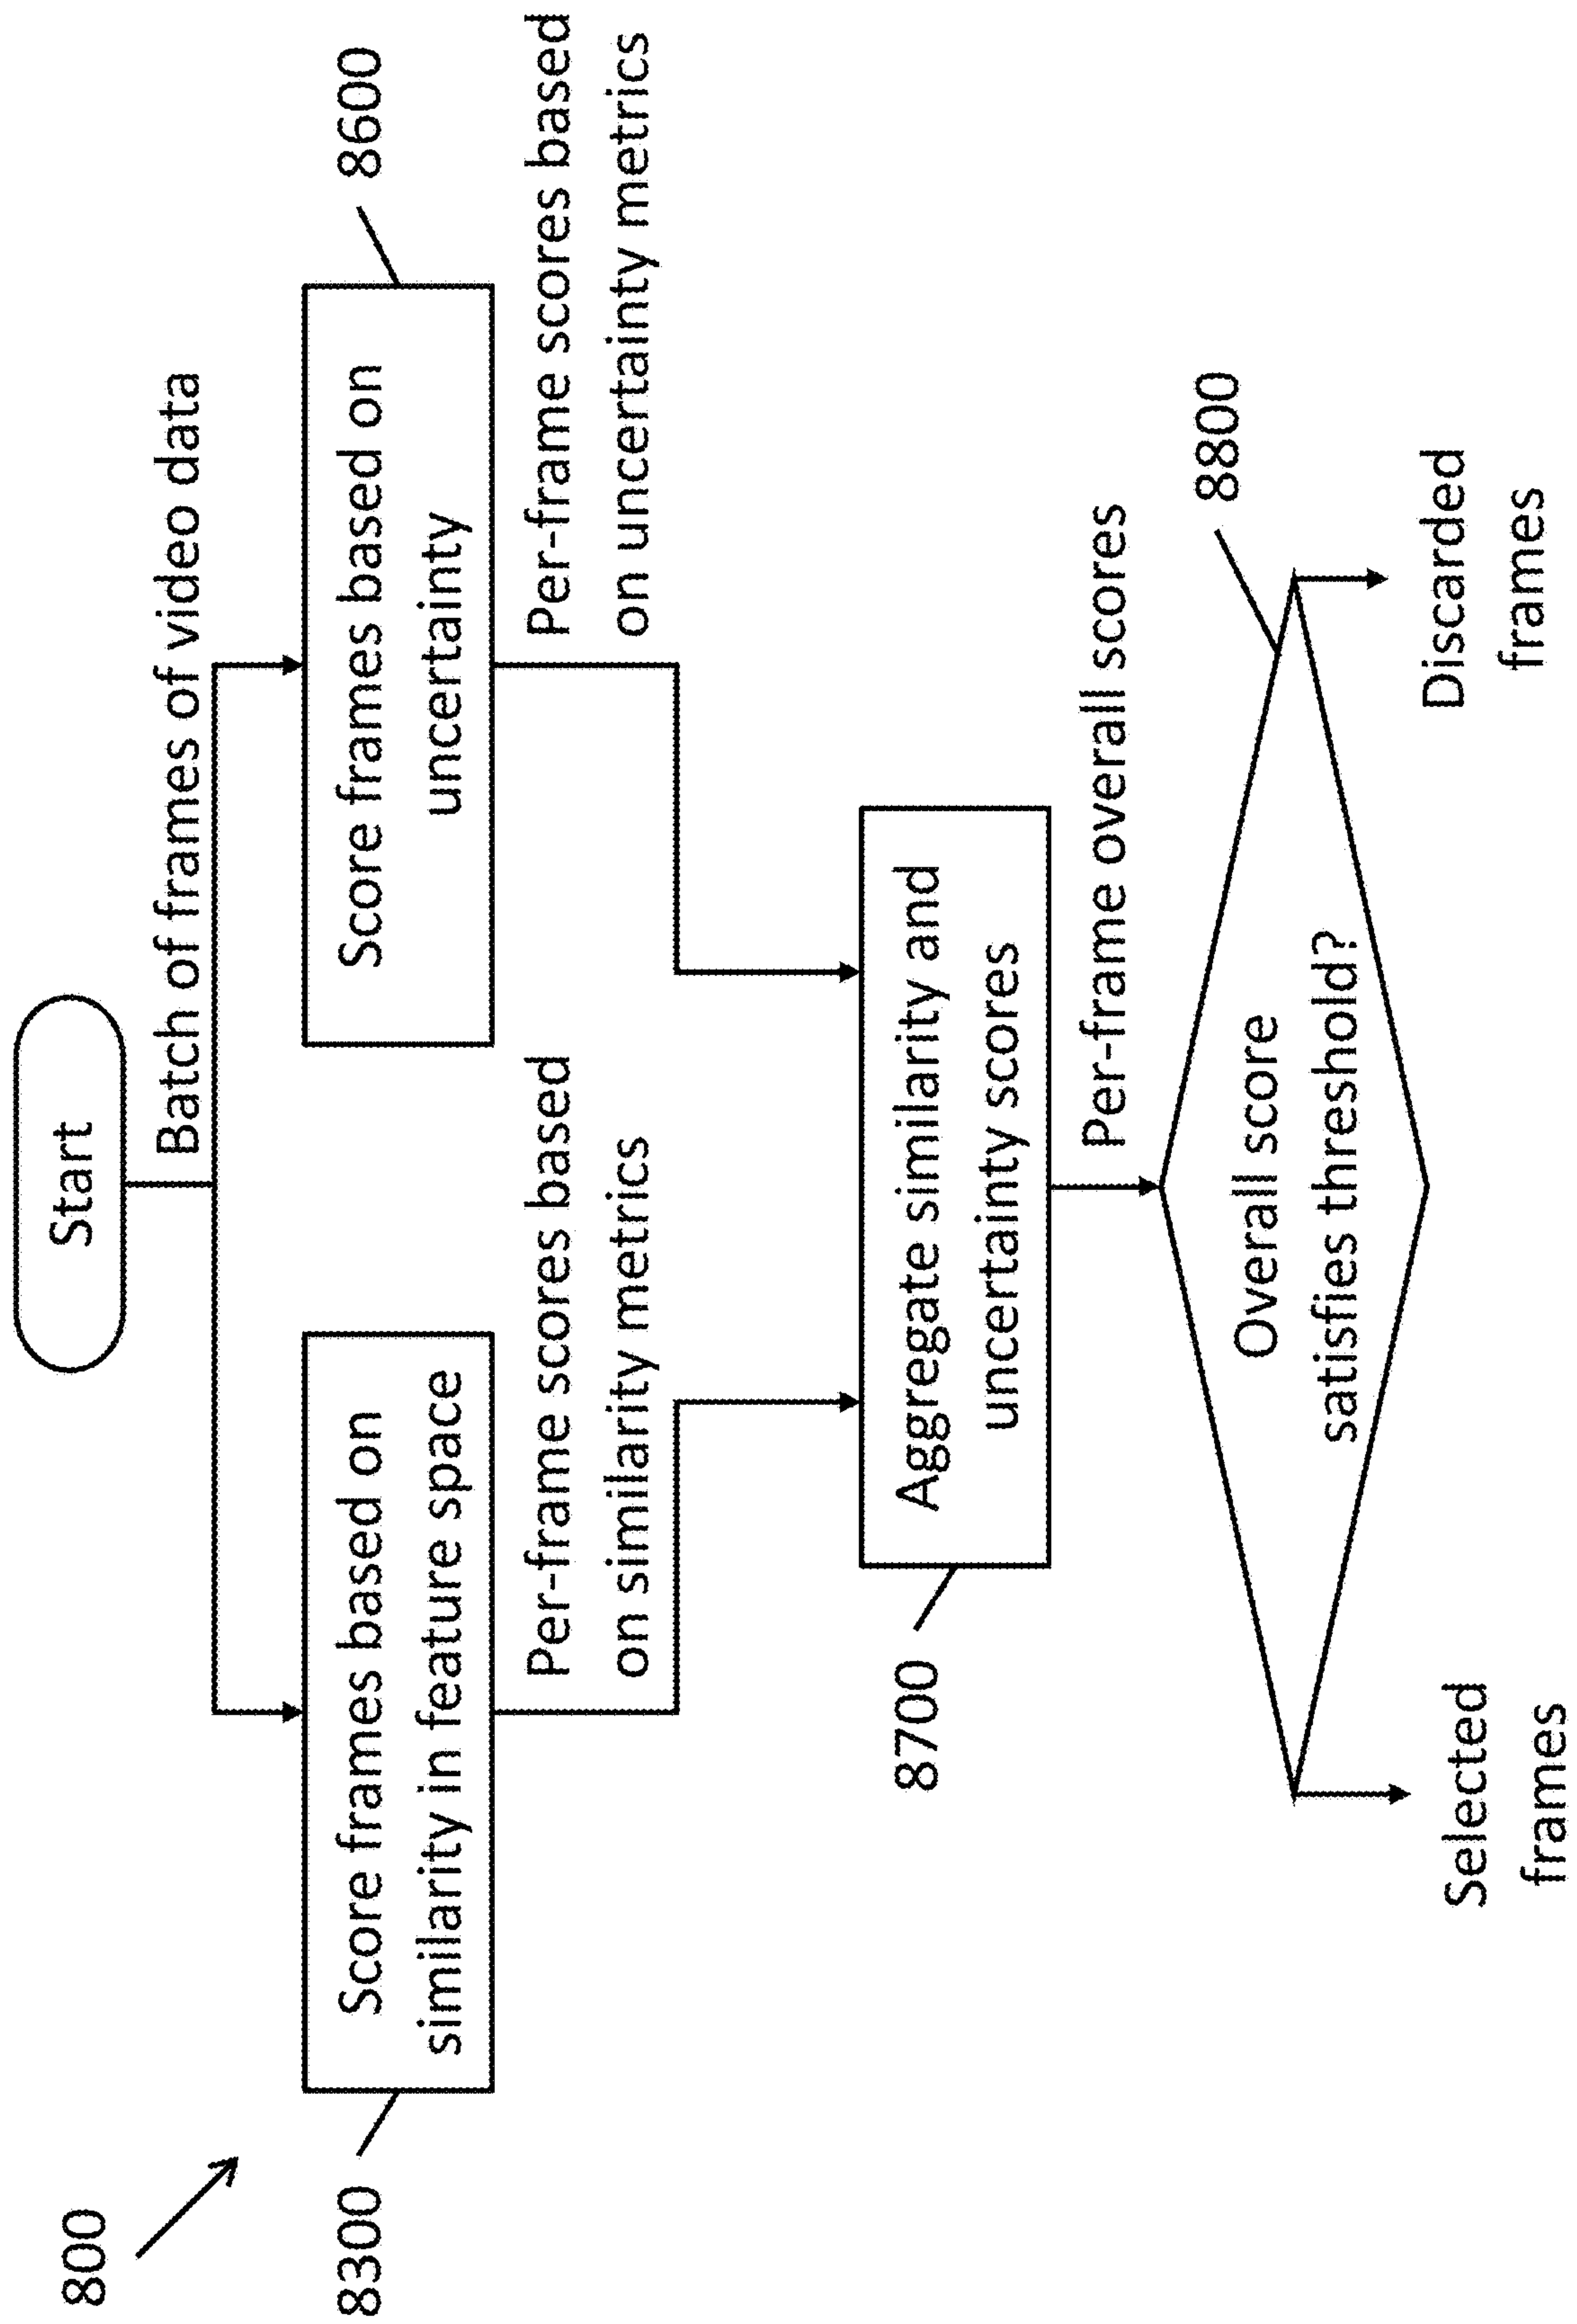 800
Start
Batch of frames of video data
8300
Score frames based on
similarity in feature space
Score frames based on
uncertainty
8600
Per-frame scores based
on similarity metrics
Per-frame scores based
on uncertainty metrics
8700
Aggregate similarity and
uncertainty scores
Per-frame overall scores
8800
Overall score
satisfies threshold?
Selected
frames
Discarded
frames